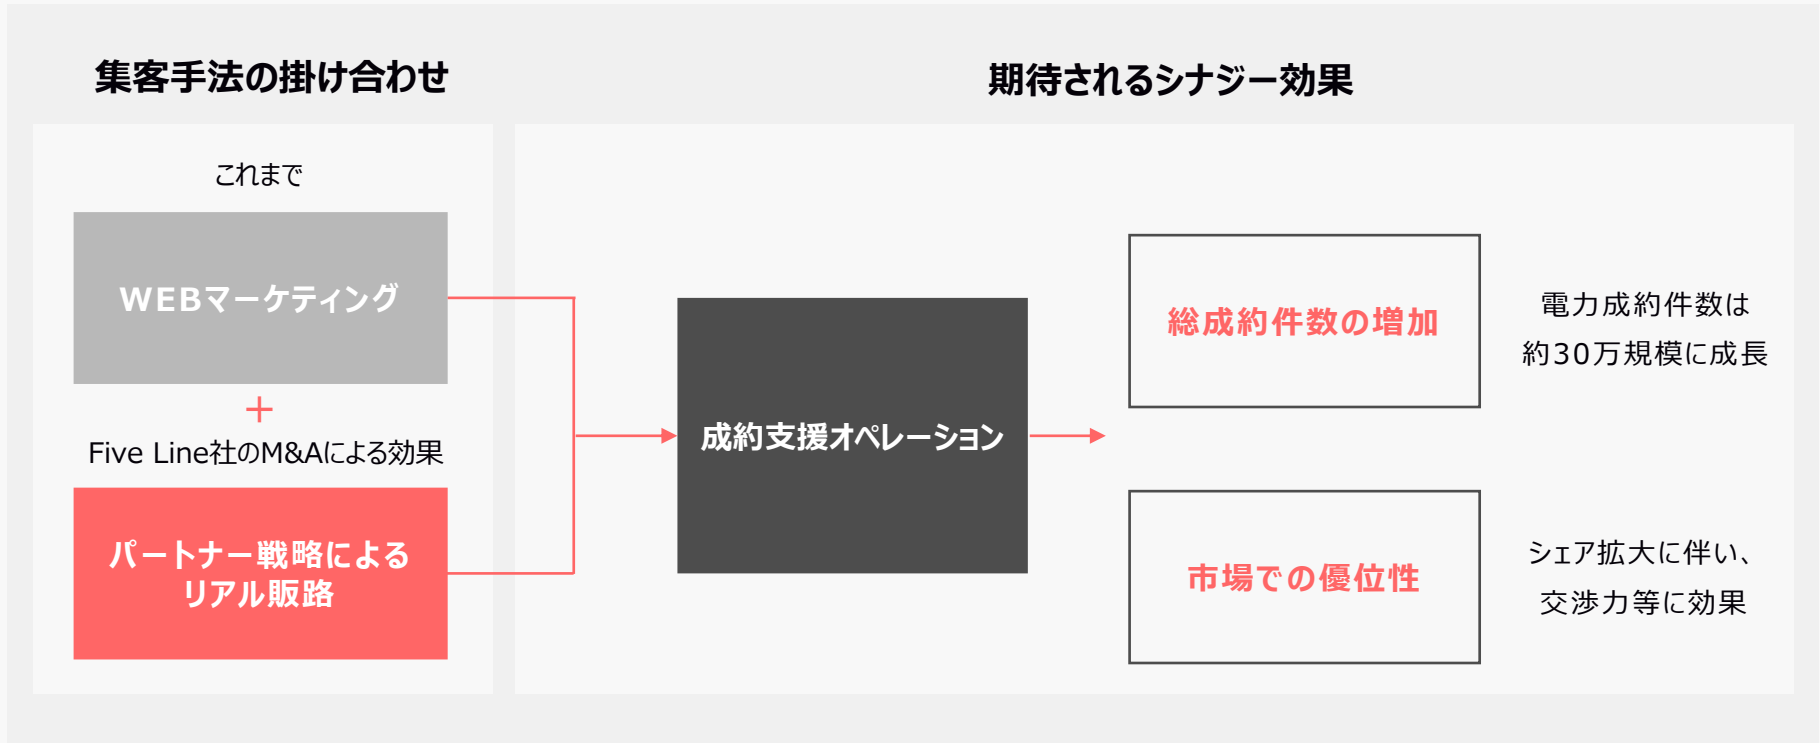 集客手法の掛け合わせ
これまで
WEBマーケティング
＋
Five Line社のM&Aによる効果
パートナー戦略による
リアル販路
期待されるシナジー効果
成約支援オペレーション
総成約件数の増加
電力成約件数は
約30万規模に成長
市場での優位性
シェア拡大に伴い、
交渉力等に効果